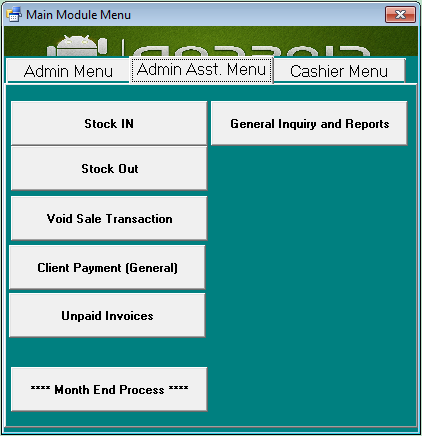 Main Module Menu
ANDROID
Admin Menu
Admin Asst. Menu
Cashier Menu
Stock IN
General Inquiry and Reports
Stock Out
Void Sale Transaction
Client Payment (General)
Unpaid Invoices
**** Month End Process ****